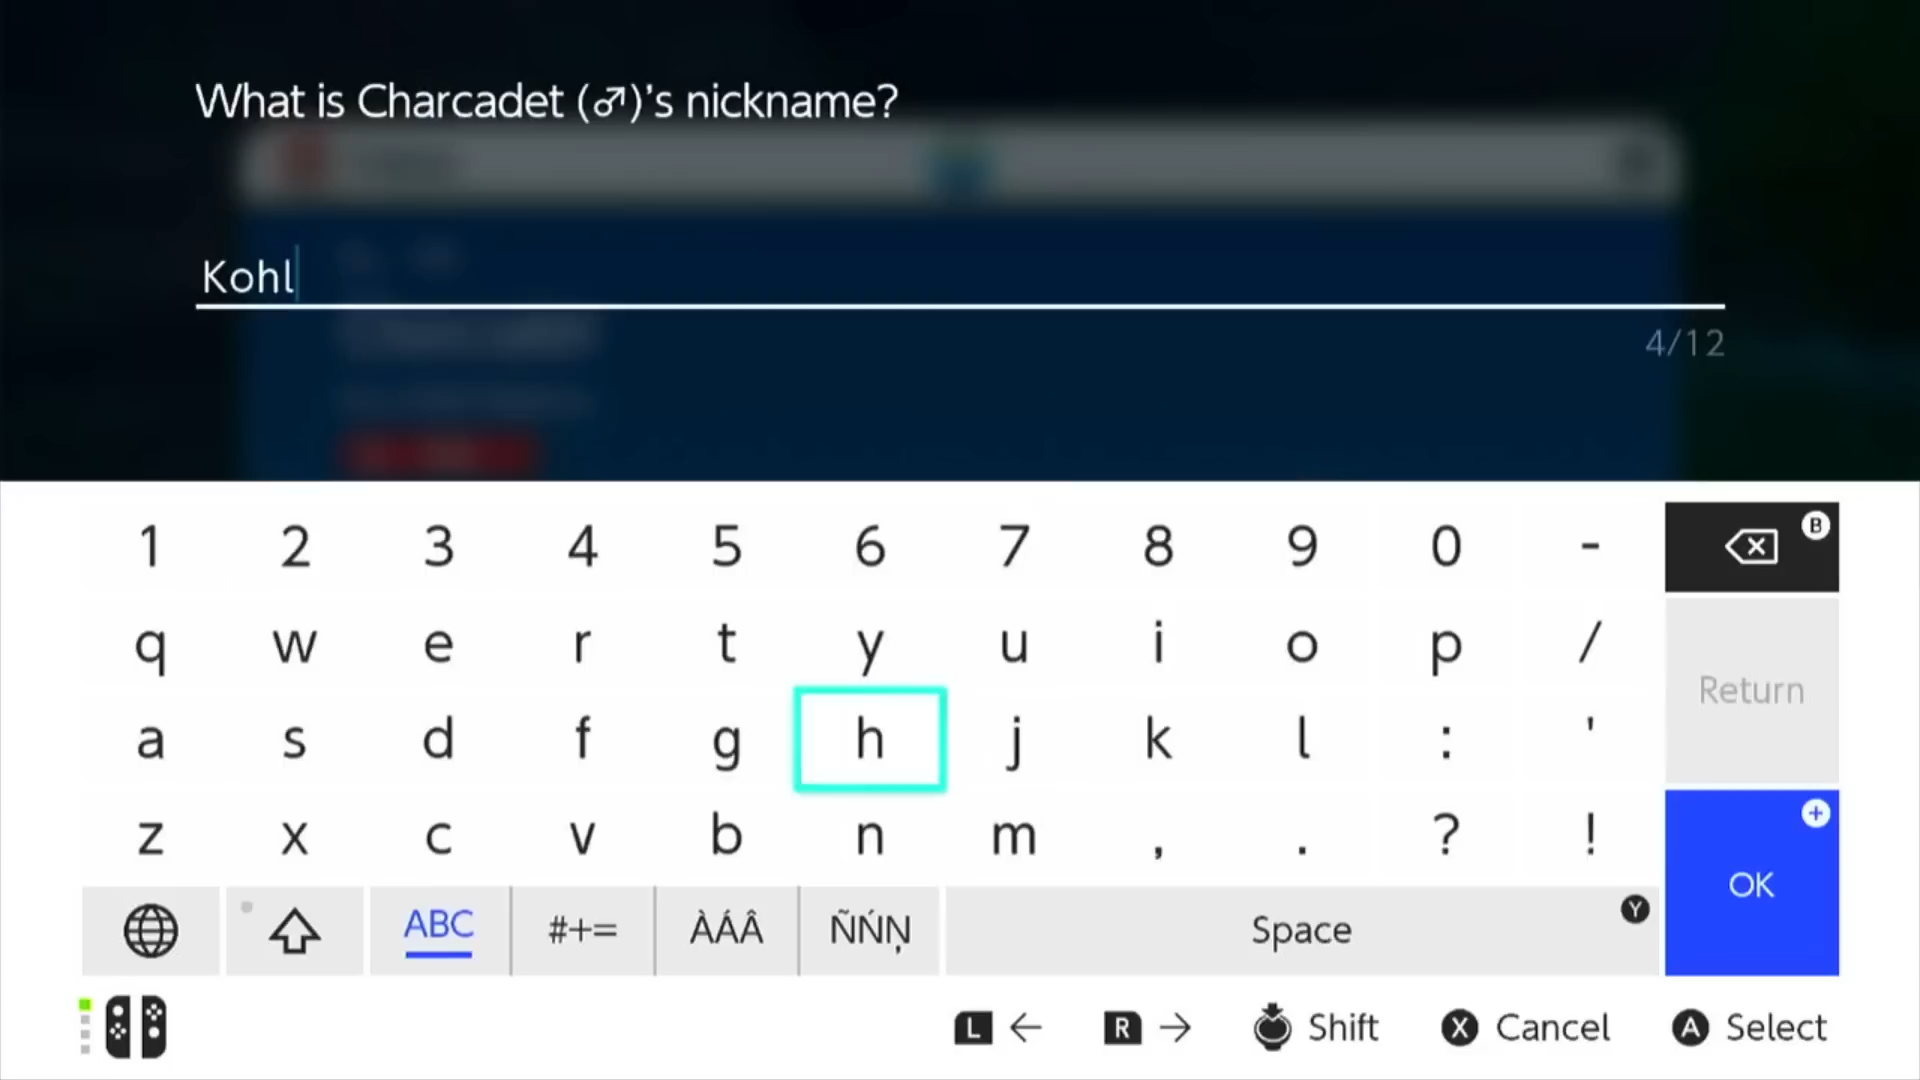 What is Charcadet (♂)'s nickname?
Kohl
4/12
1 2 3 4 5 6 7 8 9 0 -
B
q w e r t y u i o p /
Return
a s d f g h j k l : '
z x c v b n m , . ? !
+
OK
ABC #+= ÀÁÂ ÑŃŅ Space Y
L ← R → Shift X Cancel A Select